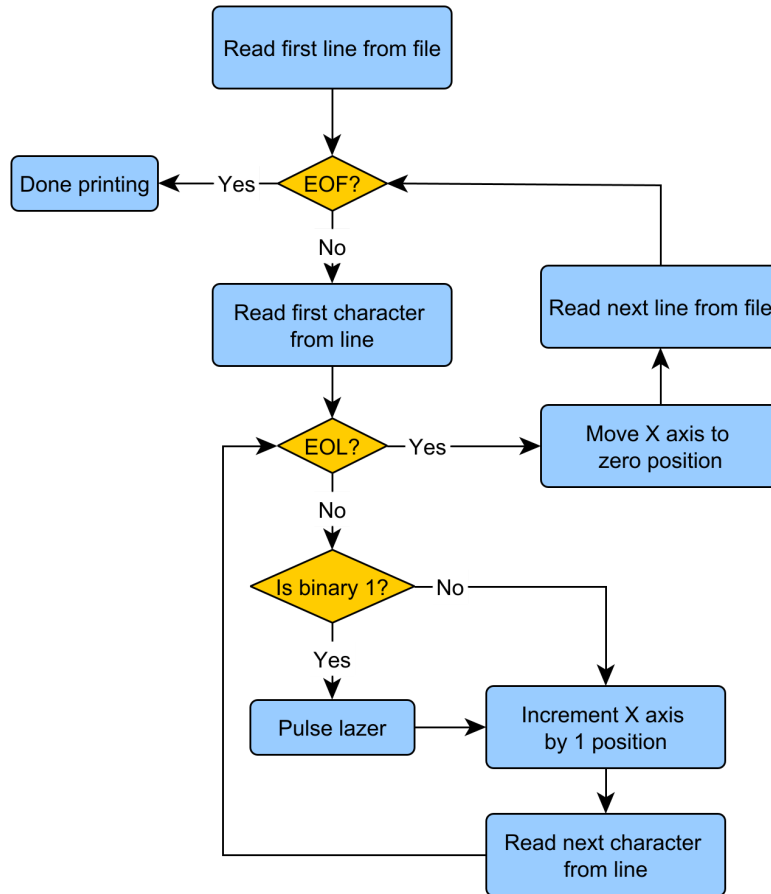 Read first line from file
Done printing
Yes
EOF?
No
Read first character
from line
Read next line from file
EOL?
Yes
Move X axis to
zero position
No
Is binary 1?
No
Yes
Pulse lazer
Increment X axis
by 1 position
Read next character
from line